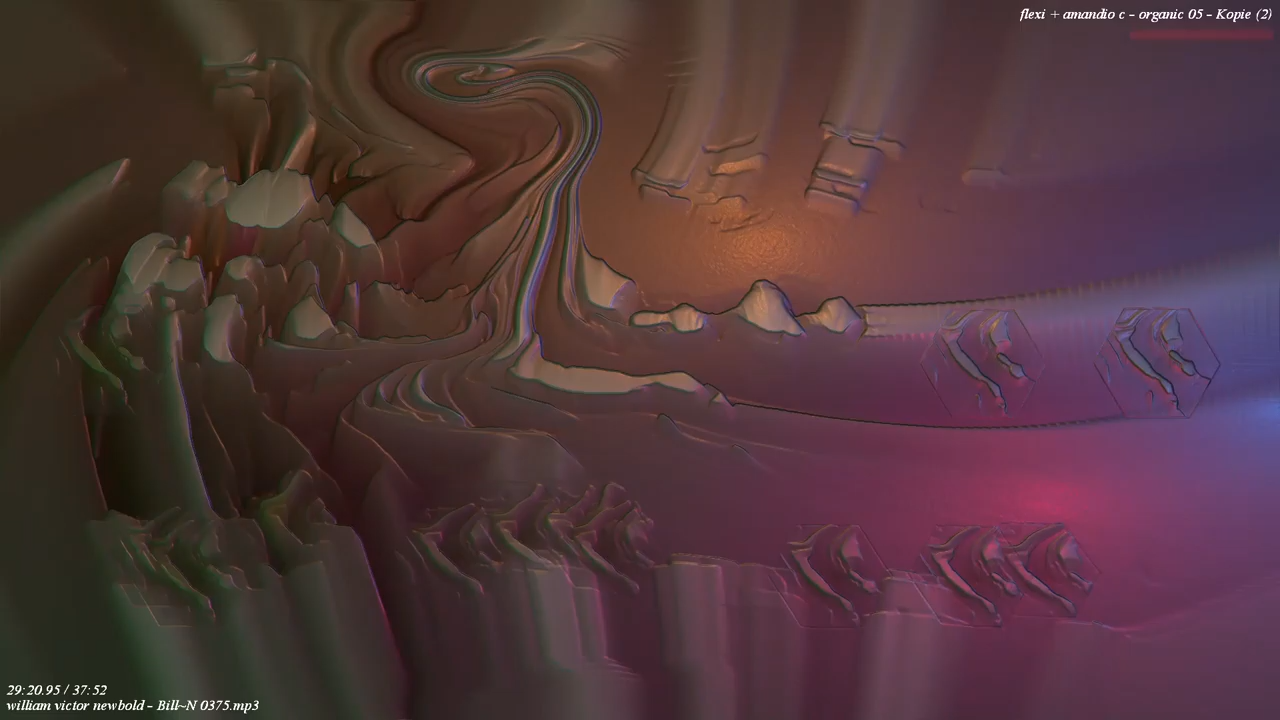 flexi + amandio c - organic 05 - Kopie (2)
29:20.95 / 37:52
william victor newbold - Bill~N 0375.mp3